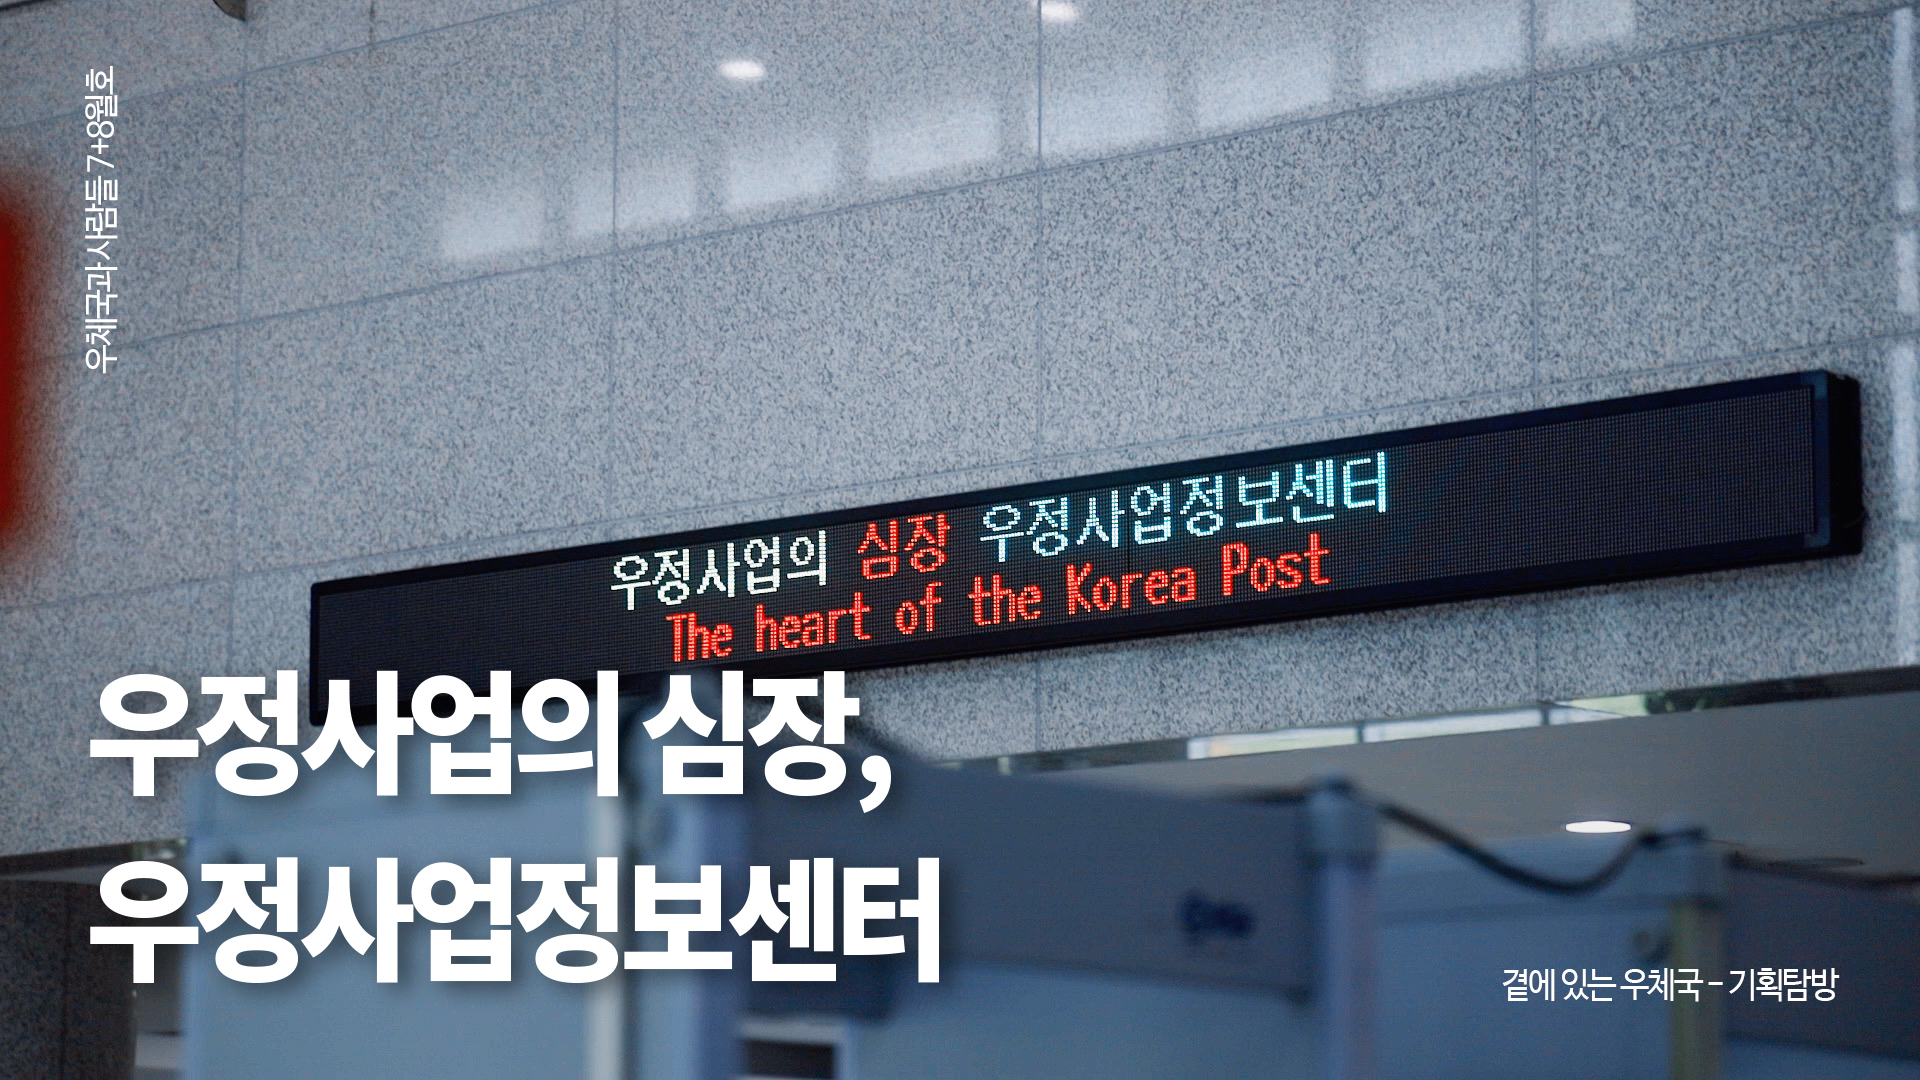 우체국과 사람들 7+8월호
우정사업의 심장 우정사업정보센터
The heart of the Korea Post
우정사업의 심장,
우정사업정보센터
곁에 있는 우체국 - 기획탐방